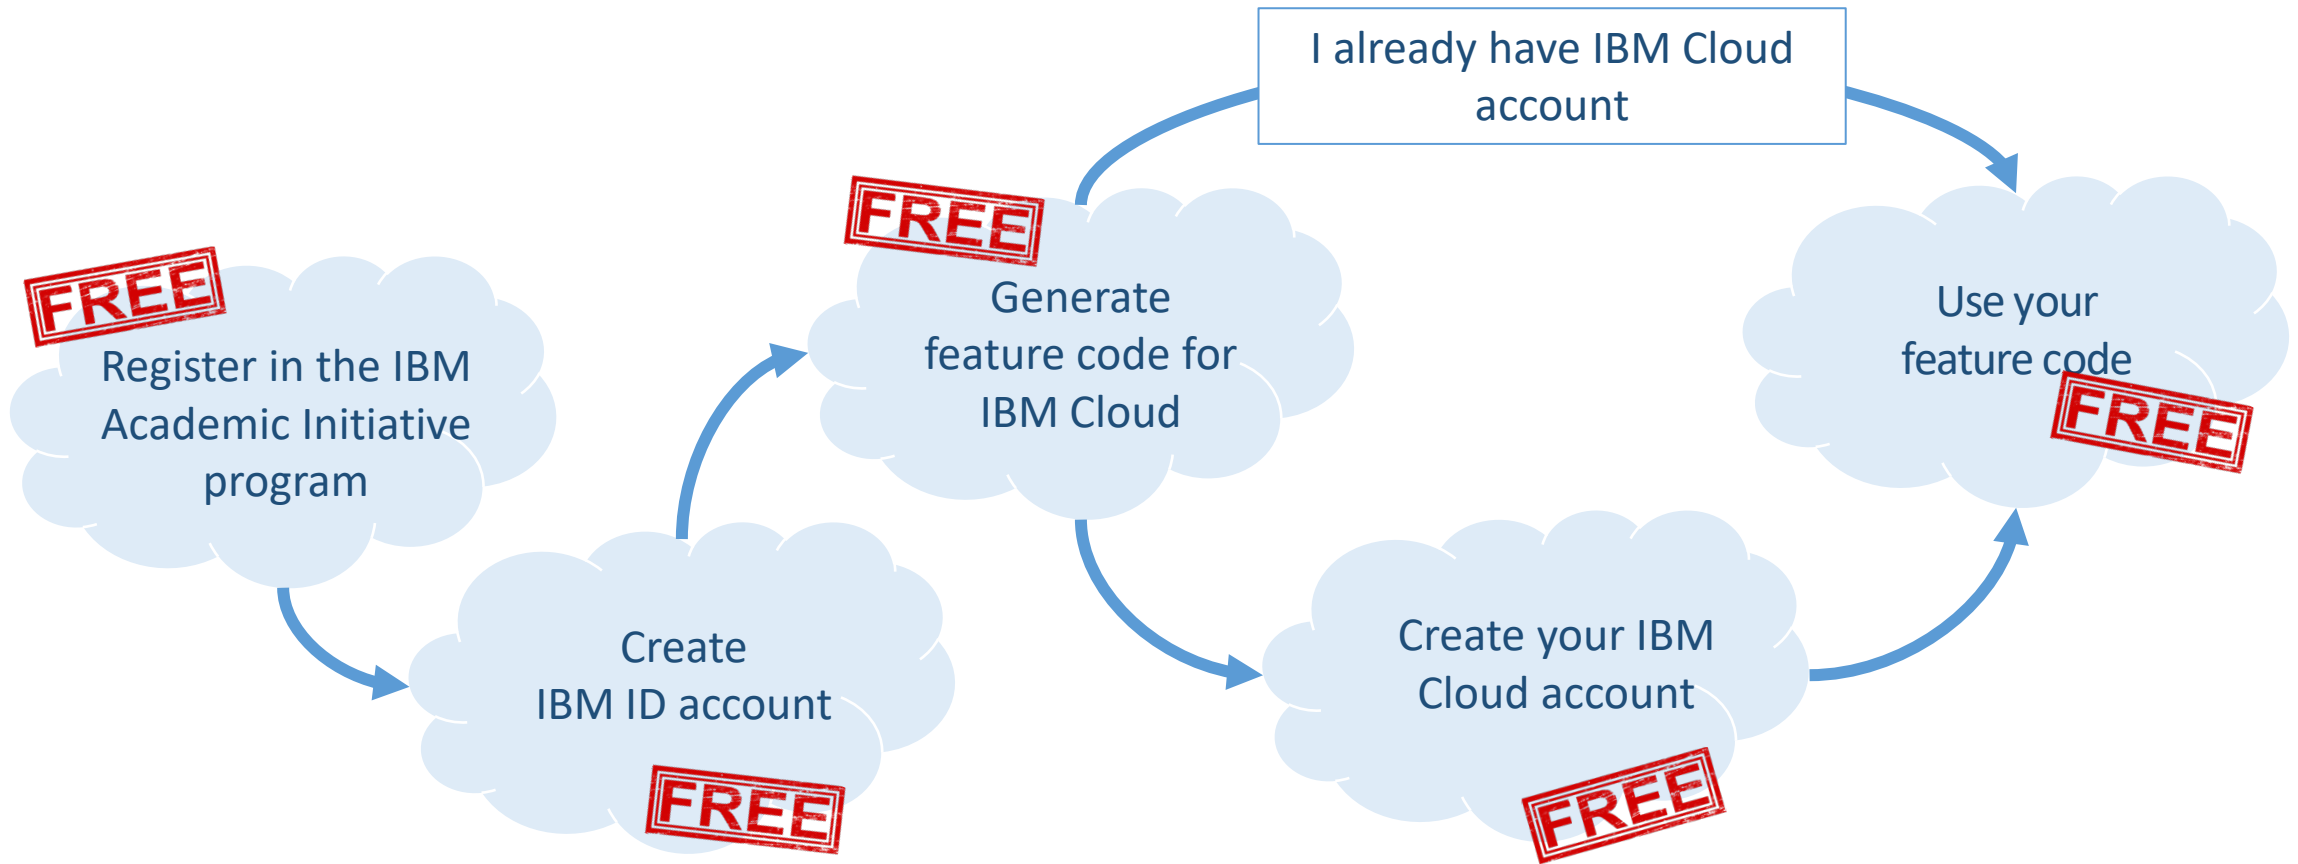 I already have IBM Cloud
account
FREE
Register in the IBM
Academic Initiative
program
Create
IBM ID account
FREE
FREE
Generate
feature code for
IBM Cloud
Create your IBM
Cloud account
FREE
Use your
feature code
FREE